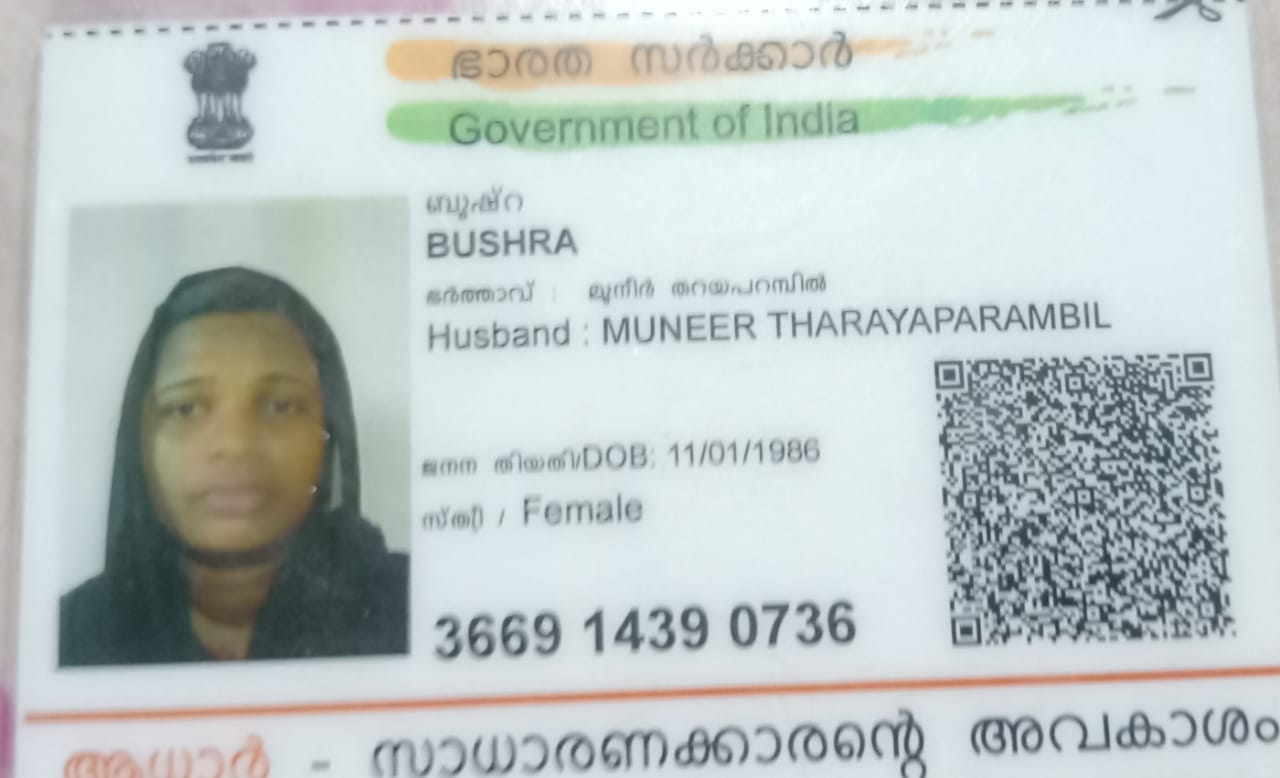 ഭാരത സർക്കാർ
Government of India
ബുഷ്റ
BUSHRA
ഭർത്താവ് : മുനീർ തറയപറമ്പിൽ
Husband : MUNEER THARAYAPARAMBIL
ജനന തിയതി/DOB: 11/01/1986
സ്ത്രീ / Female
3669 1439 0736
ആധാർ - സാധാരണക്കാരന്റെ അവകാശം